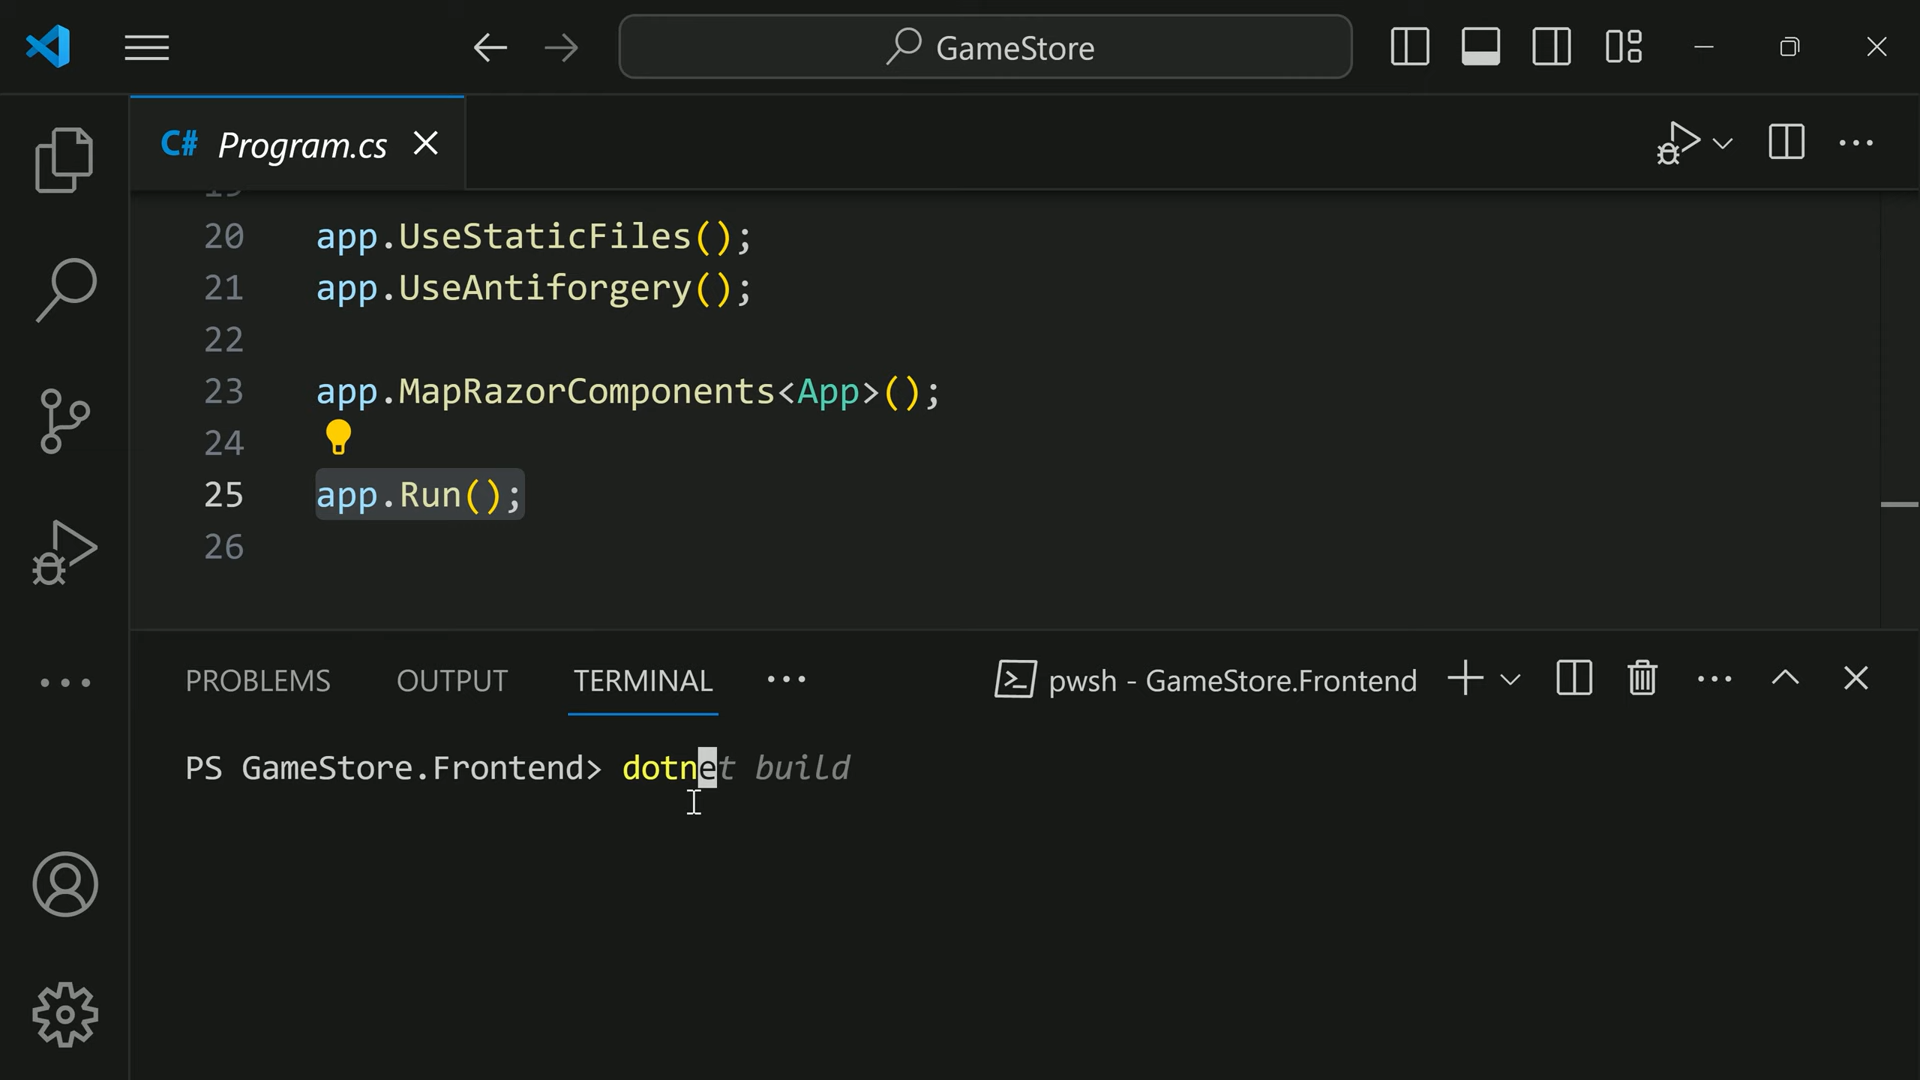 GameStore
C# Program.cs
19
20 app.UseStaticFiles();
21 app.UseAntiforgery();
22
23 app.MapRazorComponents<App>();
24
25 app.Run();
26
PROBLEMS OUTPUT TERMINAL pwsh - GameStore.Frontend
PS GameStore.Frontend> dotnet build